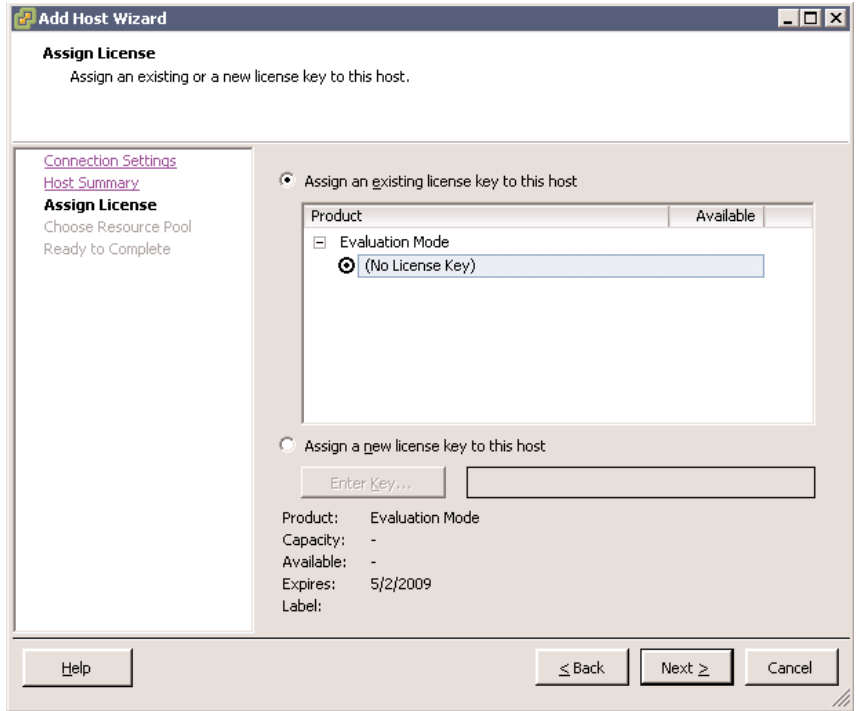 Add Host Wizard
Assign License
Assign an existing or a new license key to this host.
Connection Settings
Host Summary
Assign License
Choose Resource Pool
Ready to Complete
Assign an existing license key to this host
Product Available
Evaluation Mode
(No License Key)
Assign a new license key to this host
Enter Key...
Product: Evaluation Mode
Capacity: -
Available: -
Expires: 5/2/2009
Label:
Help
≤ Back
Next ≥
Cancel